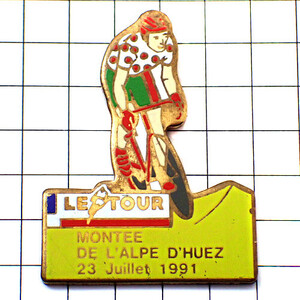 LE TOUR
MONTEE
DE L'ALPE D'HUEZ
23 Juillet 1991